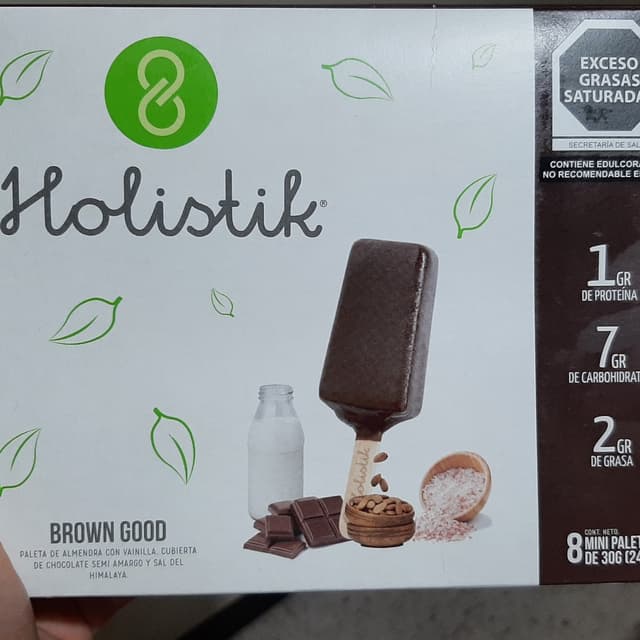 Holistik®
EXCESO
GRASAS
SATURADA
SECRETARÍA DE SAL
CONTIENE EDULCORA
NO RECOMENDABLE E
1 GR
DE PROTEÍNA
7 GR
DE CARBOHIDRAT
2 GR
DE GRASA
Holistik
BROWN GOOD
PALETA DE ALMENDRA CON VAINILLA, CUBIERTA
DE CHOCOLATE SEMI AMARGO Y SAL DEL
HIMALAYA.
CONT. NETO.
8 MINI PALET
DE 30G (24